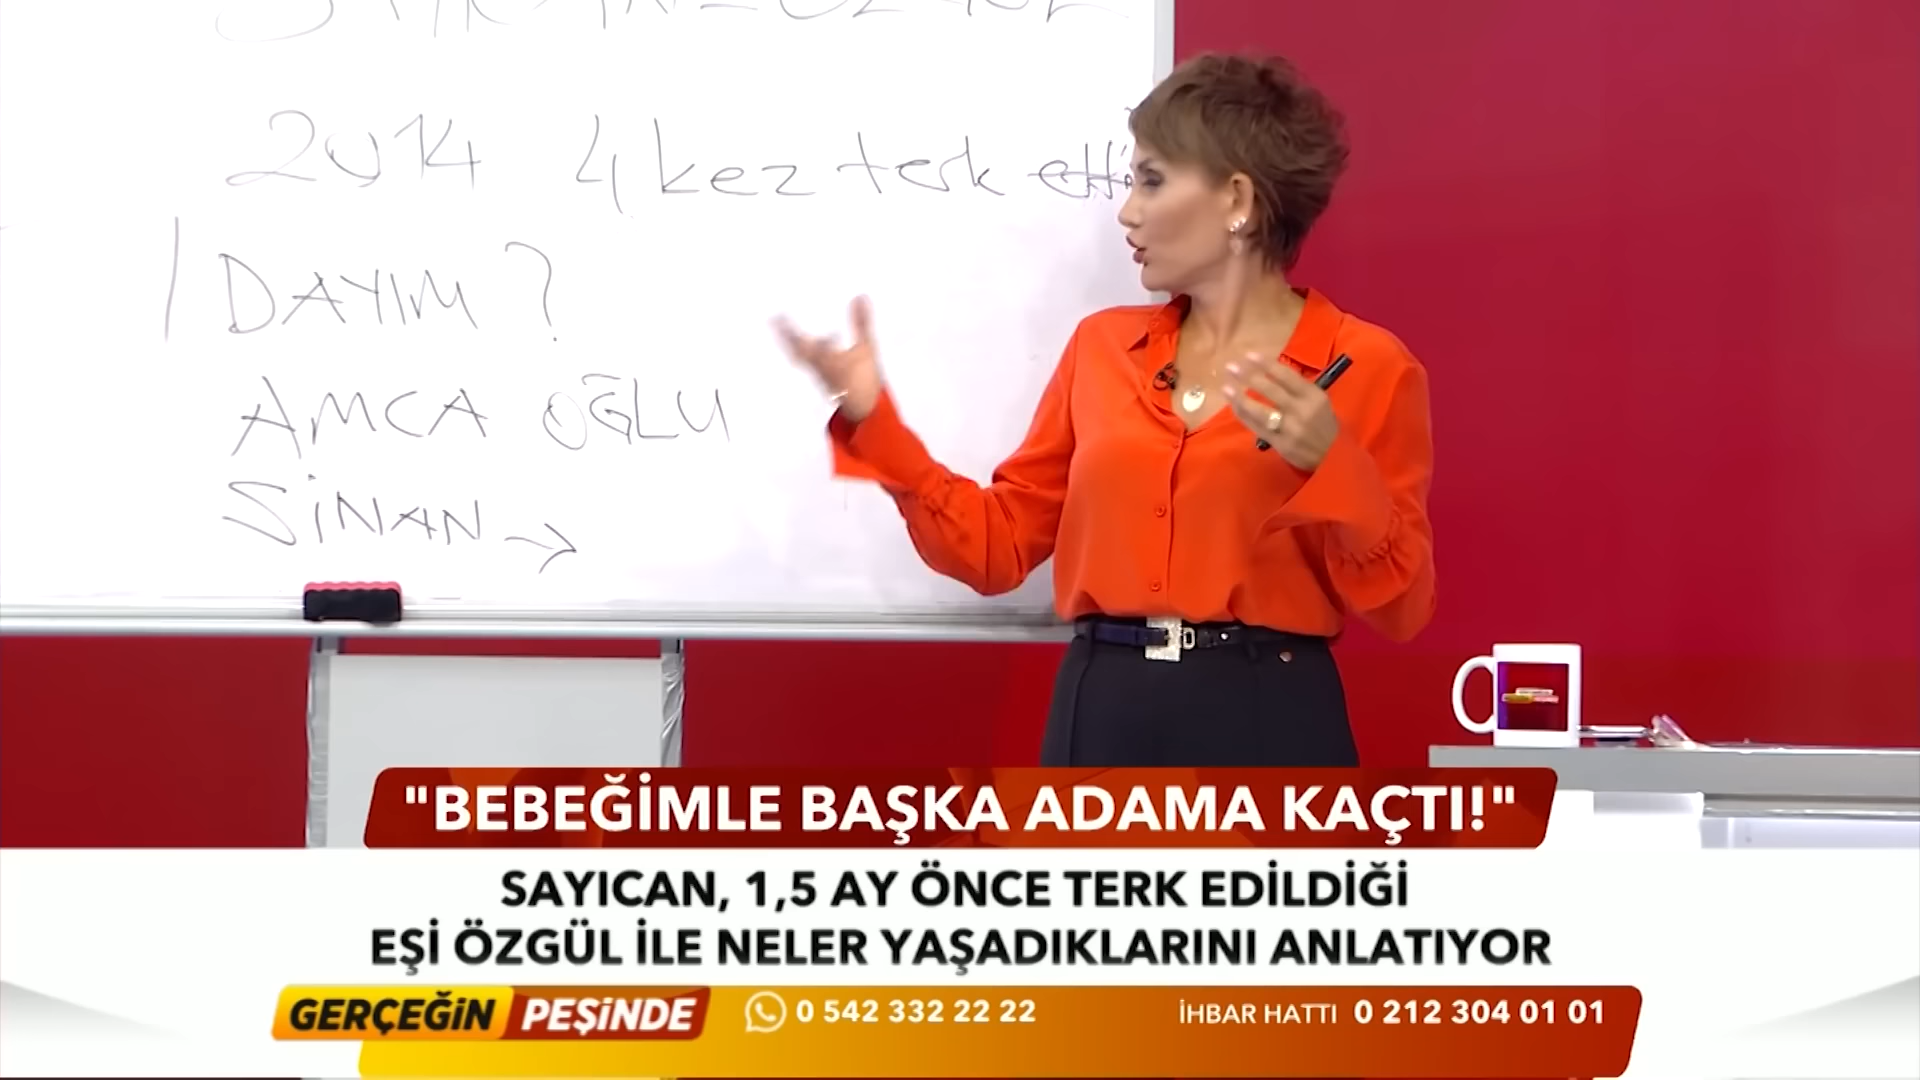 2014 4 kez terk etti
DAYIM?
AMCA OĞLU
SİNAN →
"BEBEĞİMLE BAŞKA ADAMA KAÇTI!"
SAYICAN, 1,5 AY ÖNCE TERK EDİLDİĞİ
EŞİ ÖZGÜL İLE NELER YAŞADIKLARINI ANLATIYOR
GERÇEĞİN PEŞİNDE 0 542 332 22 22 İHBAR HATTI 0 212 304 01 01